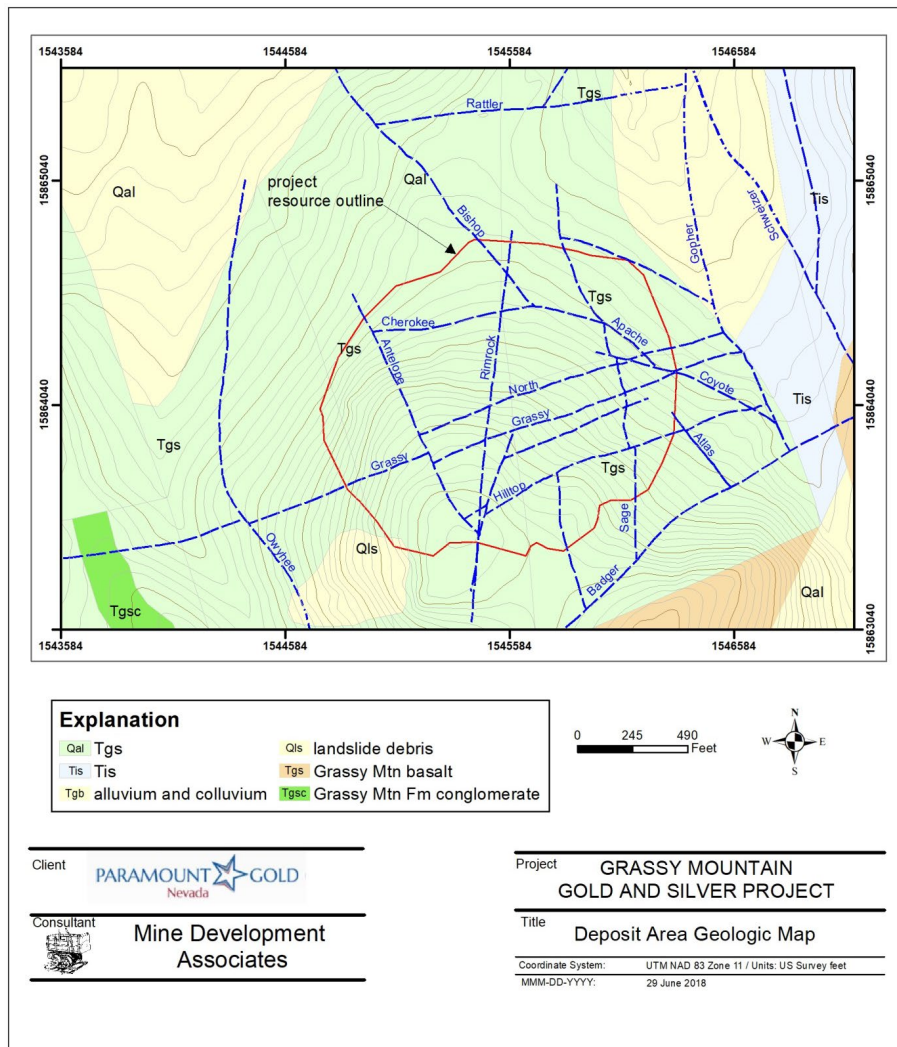 1543584
1544584
1545584
1546584
Rattler
Tgs
Qal
Qal
project
resource outline
15865040
15865040
Bishop
Gopher
Schweizer
Tis
Tgs
Cherokee
Apache
Tgs
Antelope
Rimrock
North
Coyote
Tis
15864040
15864040
Tgs
Grassy
Grassy
Atlas
Hilltop
Tgs
Sage
Owyhee
Qls
Badger
Qal
Tgsc
15863040
15863040
1543584
1544584
1545584
1546584
Explanation
Qal Tgs
Tis Tis
Tgb alluvium and colluvium
Qls landslide debris
Tgs Grassy Mtn basalt
Tgsc Grassy Mtn Fm conglomerate
0 245 490
Feet
N
W E
S
Client
PARAMOUNT GOLD
Nevada
Consultant
Mine Development
Associates
Project
GRASSY MOUNTAIN
GOLD AND SILVER PROJECT
Title
Deposit Area Geologic Map
Coordinate System: UTM NAD 83 Zone 11 / Units: US Survey feet
MMM-DD-YYYY: 29 June 2018